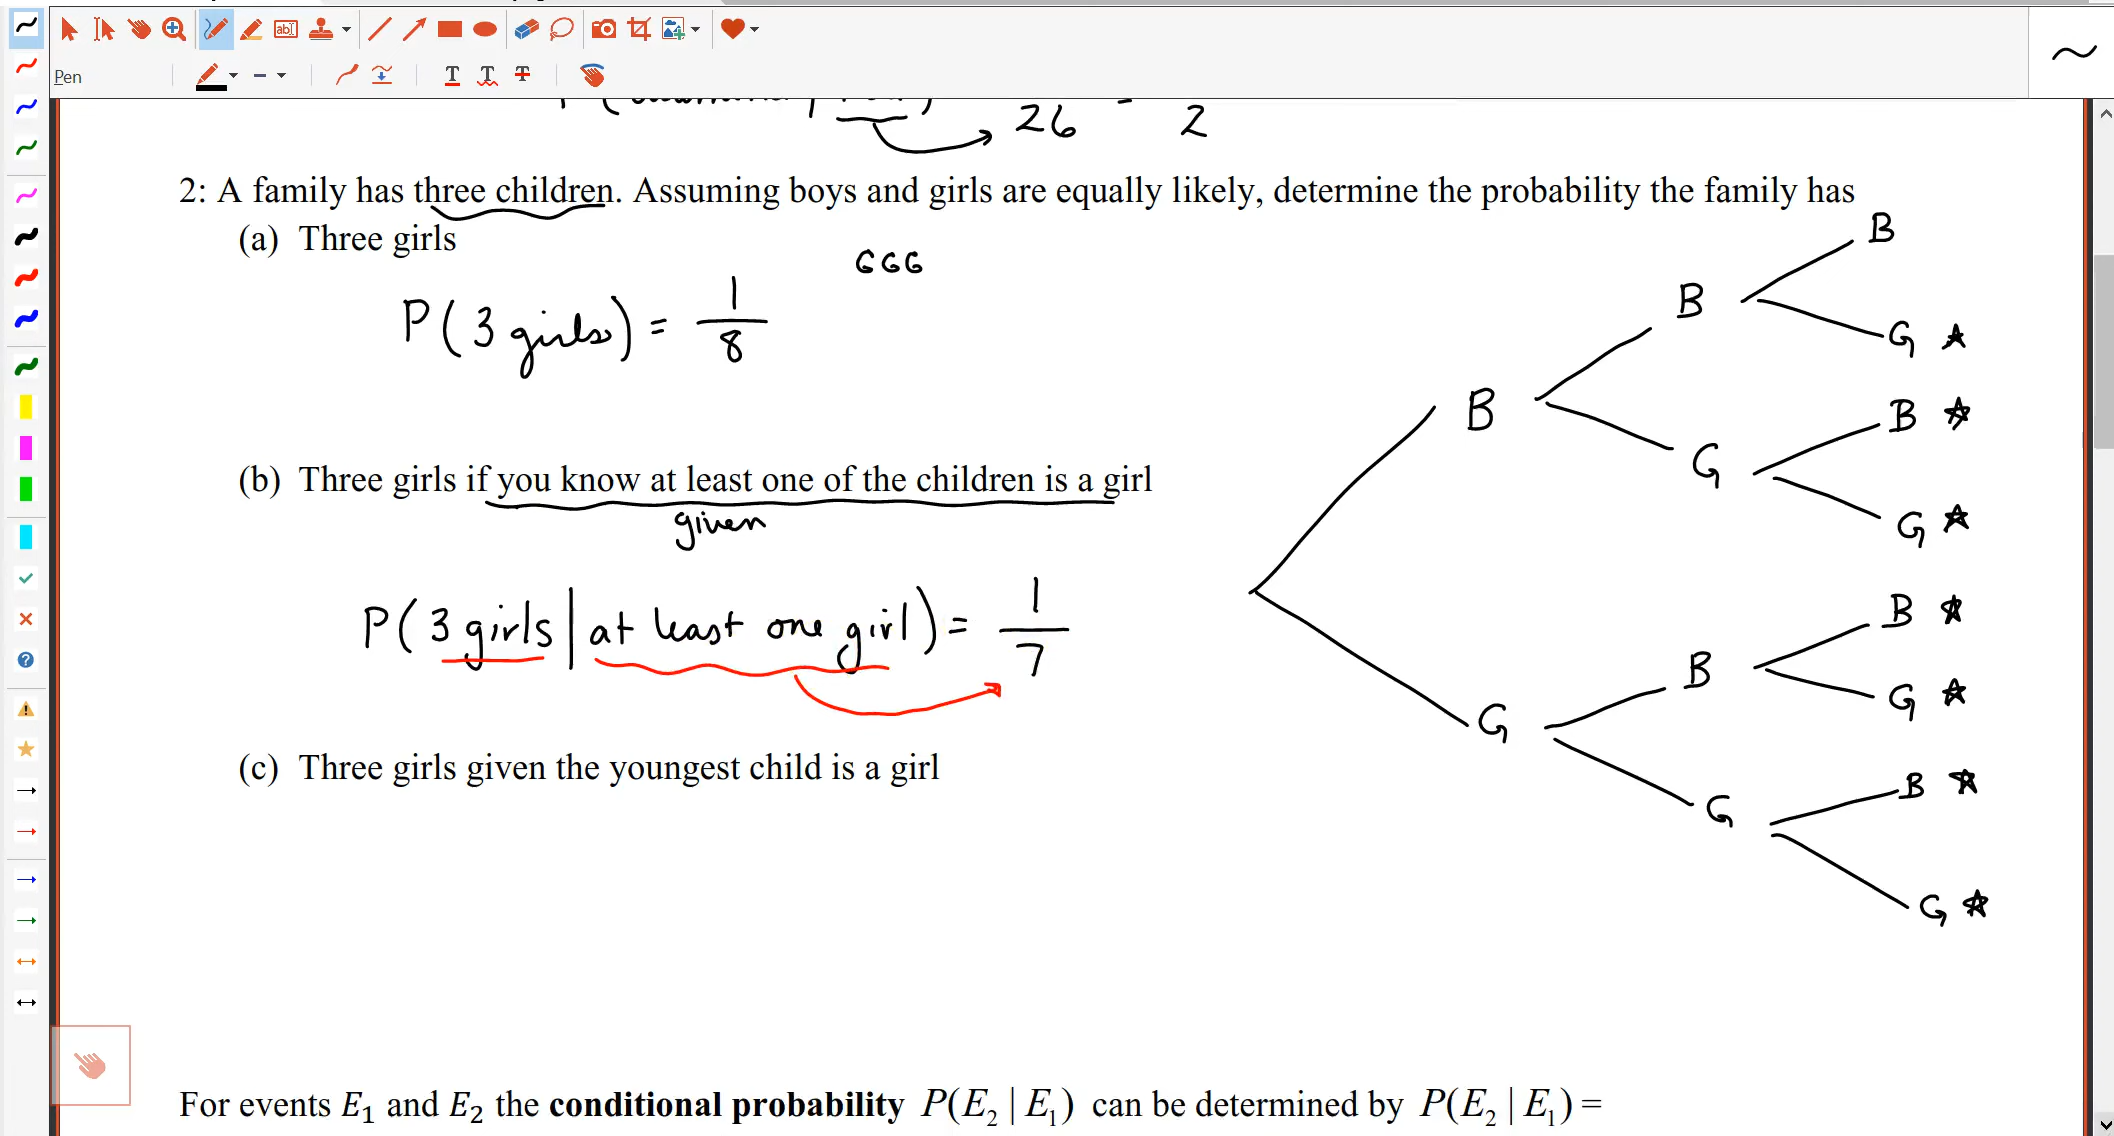 Pen
26 = 2
2: A family has three children. Assuming boys and girls are equally likely, determine the probability the family has
(a) Three girls
GGG
P(3 girls) = 1/8
(b) Three girls if you know at least one of the children is a girl
given
P(3 girls | at least one girl) = 1/7
(c) Three girls given the youngest child is a girl
B
B
G ☆
B
B ☆
G
G ☆
B ☆
B
G ☆
G
B ☆
G
G ☆
For events E₁ and E₂ the conditional probability P(E₂ | E₁) can be determined by P(E₂ | E₁) =